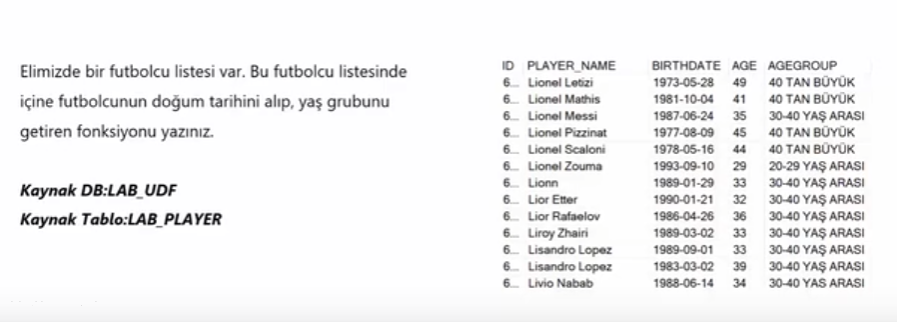 Elimizde bir futbolcu listesi var. Bu futbolcu listesinde
içine futbolcunun doğum tarihini alıp, yaş grubunu
getiren fonksiyonu yazınız.
Kaynak DB:LAB_UDF
Kaynak Tablo:LAB_PLAYER
ID PLAYER_NAME BIRTHDATE AGE AGEGROUP
6... Lionel Letizi 1973-05-28 49 40 TAN BÜYÜK
6... Lionel Mathis 1981-10-04 41 40 TAN BÜYÜK
6... Lionel Messi 1987-06-24 35 30-40 YAŞ ARASI
6... Lionel Pizzinat 1977-08-09 45 40 TAN BÜYÜK
6... Lionel Scaloni 1978-05-16 44 40 TAN BÜYÜK
6... Lionel Zouma 1993-09-10 29 20-29 YAŞ ARASI
6... Lionn 1989-01-29 33 30-40 YAŞ ARASI
6... Lior Etter 1990-01-21 32 30-40 YAŞ ARASI
6... Lior Rafaelov 1986-04-26 36 30-40 YAŞ ARASI
6... Liroy Zhairi 1989-03-02 33 30-40 YAŞ ARASI
6... Lisandro Lopez 1989-09-01 33 30-40 YAŞ ARASI
6... Lisandro Lopez 1983-03-02 39 30-40 YAŞ ARASI
6... Livio Nabab 1988-06-14 34 30-40 YAŞ ARASI